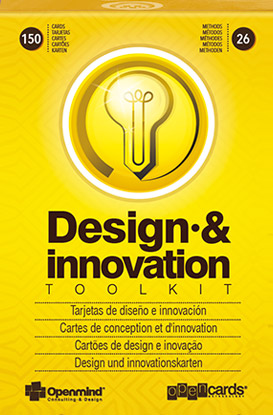 150
CARDS
TARJETAS
CARTES
CARTÕES
KARTEN
METHODS
MÉTODOS
MÉTHODES
MÉTODOS
METHODEN
26
Design·&
innovation
TOOLKIT
Tarjetas de diseño e innovación
Cartes de conception et d'innovation
Cartões de design e inovação
Design und innovationskarten
Openmind
Consulting & Design
opencards